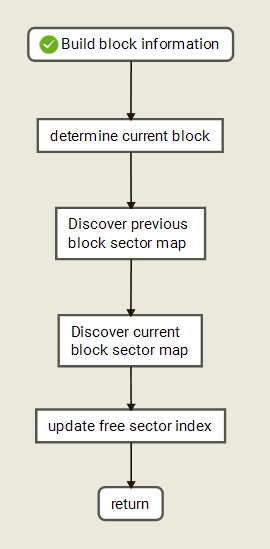 Build block information
determine current block
Discover previous
block sector map
Discover current
block sector map
update free sector index
return